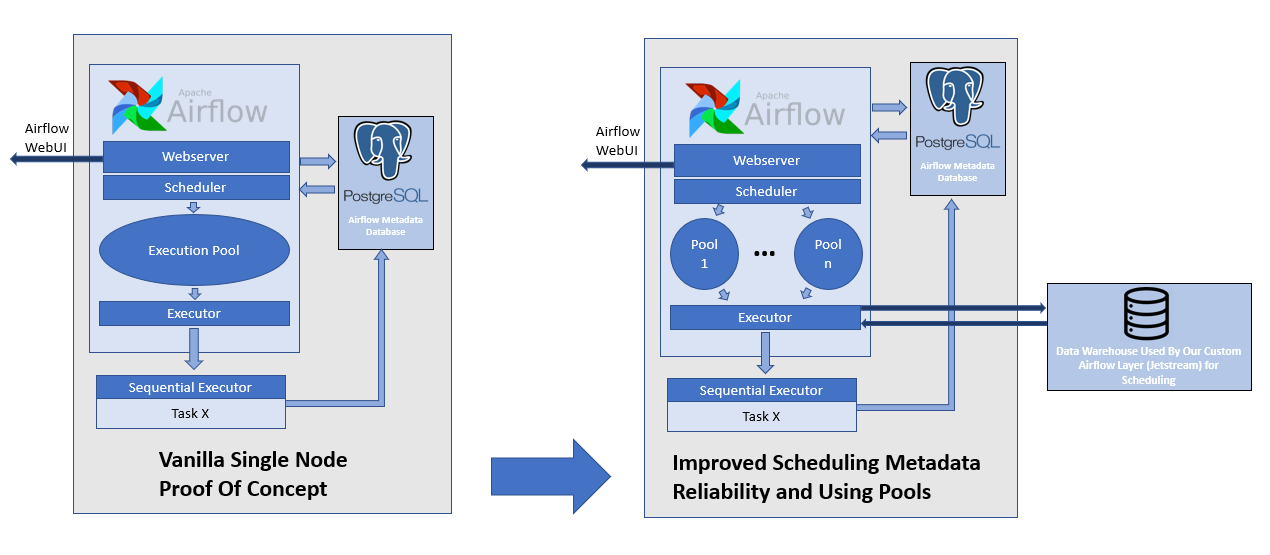 Airflow
WebUI
Apache
Airflow
Webserver
Scheduler
Execution Pool
Executor
Sequential Executor
Task X
PostgreSQL
Airflow Metadata
Database
Vanilla Single Node
Proof Of Concept
Airflow
WebUI
Apache
Airflow
Webserver
Scheduler
Pool
1
...
Pool
n
Executor
Sequential Executor
Task X
PostgreSQL
Airflow Metadata
Database
Data Warehouse Used By Our Custom
Airflow Layer (Jetstream) for
Scheduling
Improved Scheduling Metadata
Reliability and Using Pools